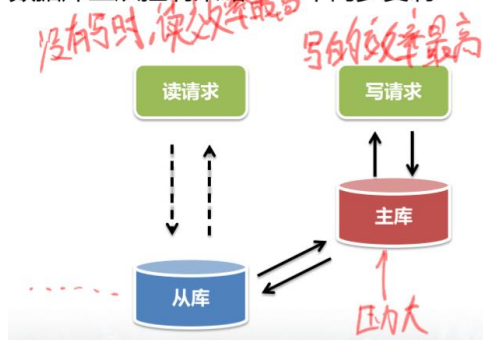 没有写时,使效率最高
写的效率最高
读请求
写请求
主库
从库
压力大